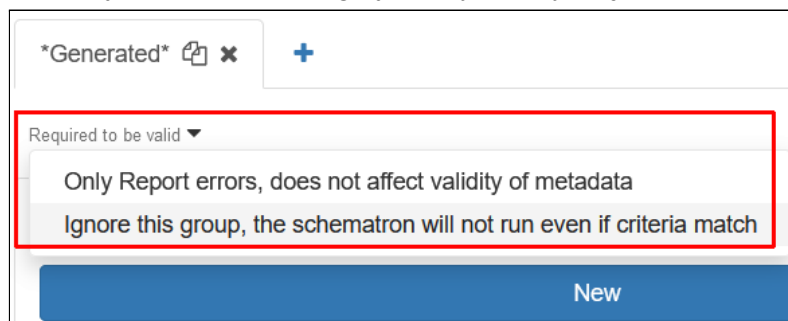 *Generated*
Required to be valid
Only Report errors, does not affect validity of metadata
Ignore this group, the schematron will not run even if criteria match
New